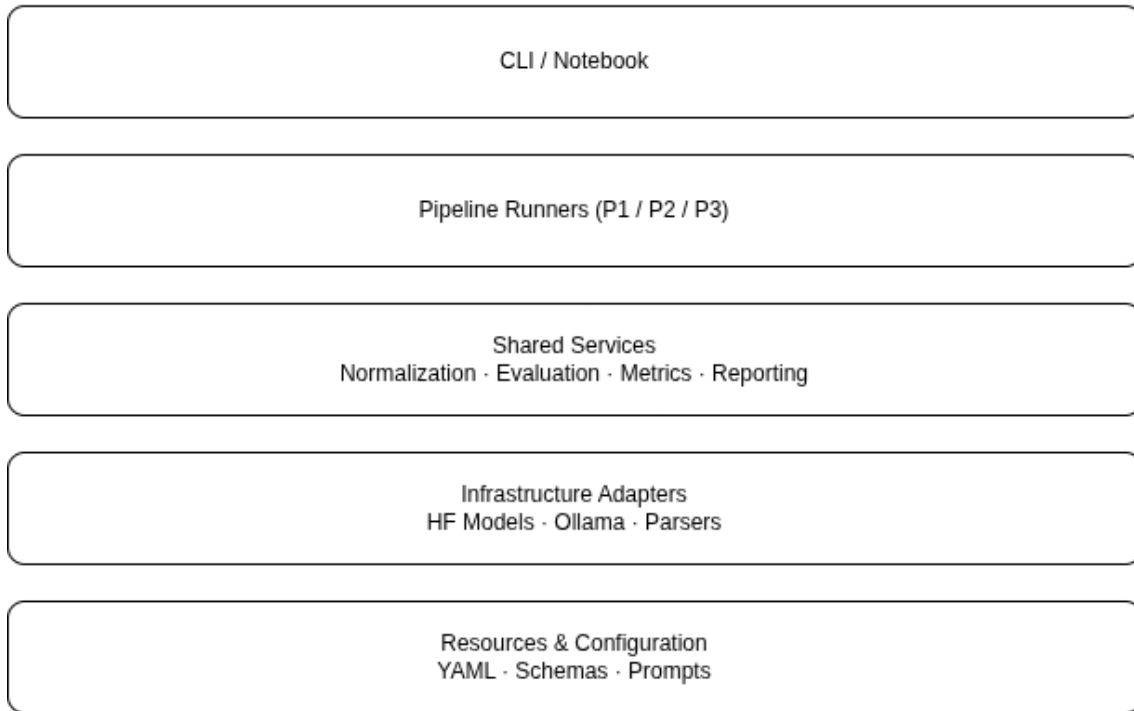 CLI / Notebook
Pipeline Runners (P1 / P2 / P3)
Shared Services
Normalization · Evaluation · Metrics · Reporting
Infrastructure Adapters
HF Models · Ollama · Parsers
Resources & Configuration
YAML · Schemas · Prompts